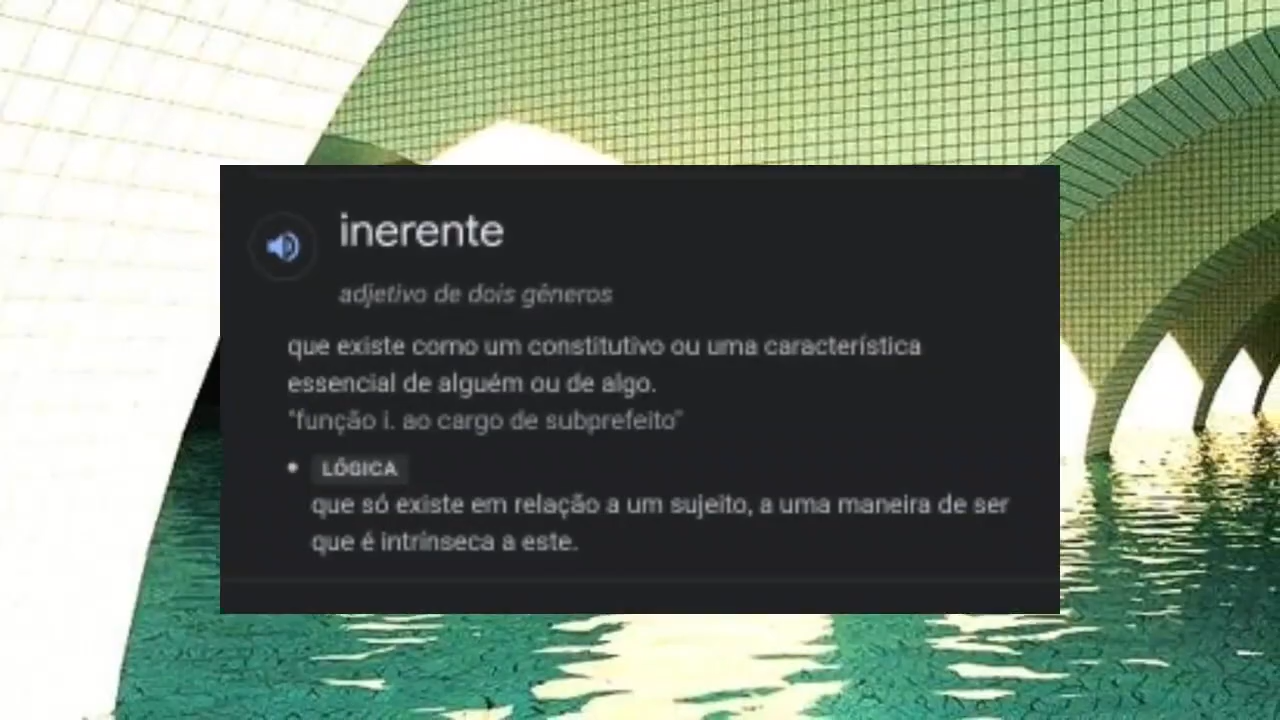 inerente
adjetivo de dois gêneros
que existe como um constitutivo ou uma característica
essencial de alguém ou de algo.
"função i. ao cargo de subprefeito"
• LÓGICA
que só existe em relação a um sujeito, a uma maneira de ser
que é intrínseca a este.